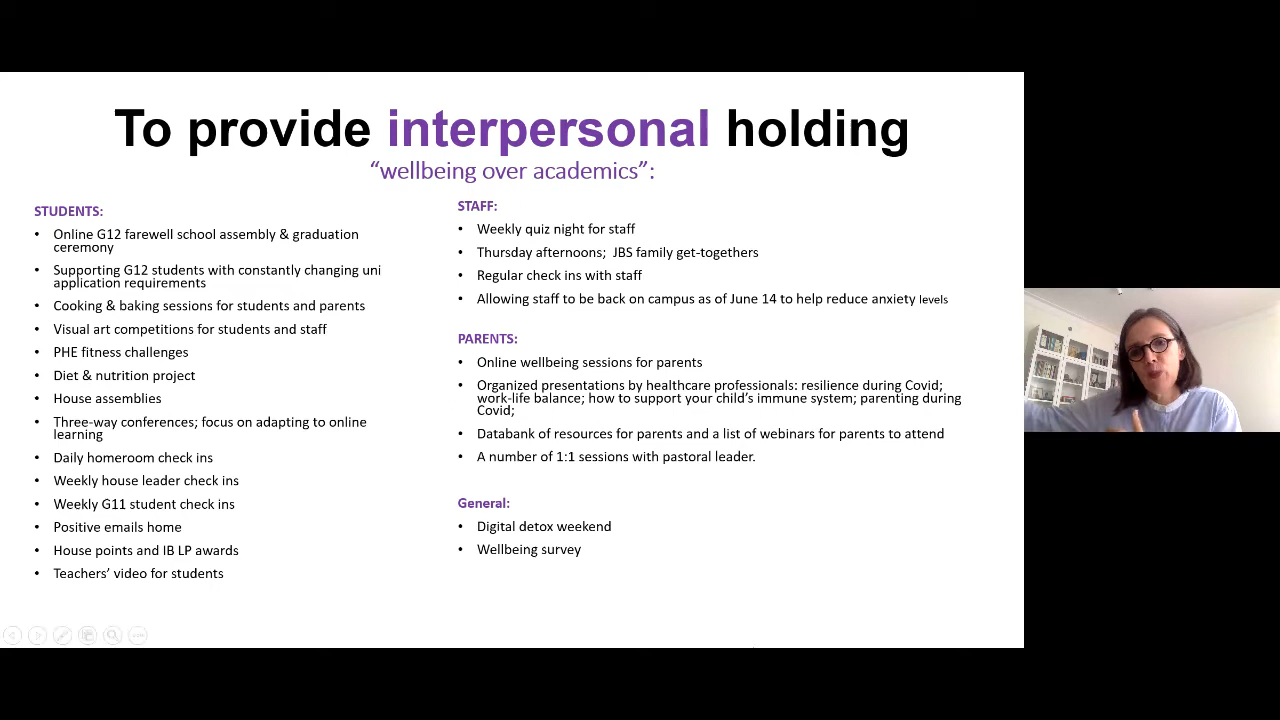 To provide interpersonal holding
“wellbeing over academics”:
STUDENTS:
• Online G12 farewell school assembly & graduation
ceremony
• Supporting G12 students with constantly changing uni
application requirements
• Cooking & baking sessions for students and parents
• Visual art competitions for students and staff
• PHE fitness challenges
• Diet & nutrition project
• House assemblies
• Three-way conferences; focus on adapting to online
learning
• Daily homeroom check ins
• Weekly house leader check ins
• Weekly G11 student check ins
• Positive emails home
• House points and IB LP awards
• Teachers’ video for students
STAFF:
• Weekly quiz night for staff
• Thursday afternoons;  JBS family get-togethers
• Regular check ins with staff
• Allowing staff to be back on campus as of June 14 to help reduce anxiety levels
PARENTS:
• Online wellbeing sessions for parents
• Organized presentations by healthcare professionals: resilience during Covid;
work-life balance; how to support your child’s immune system; parenting during
Covid;
• Databank of resources for parents and a list of webinars for parents to attend
• A number of 1:1 sessions with pastoral leader.
General:
• Digital detox weekend
• Wellbeing survey